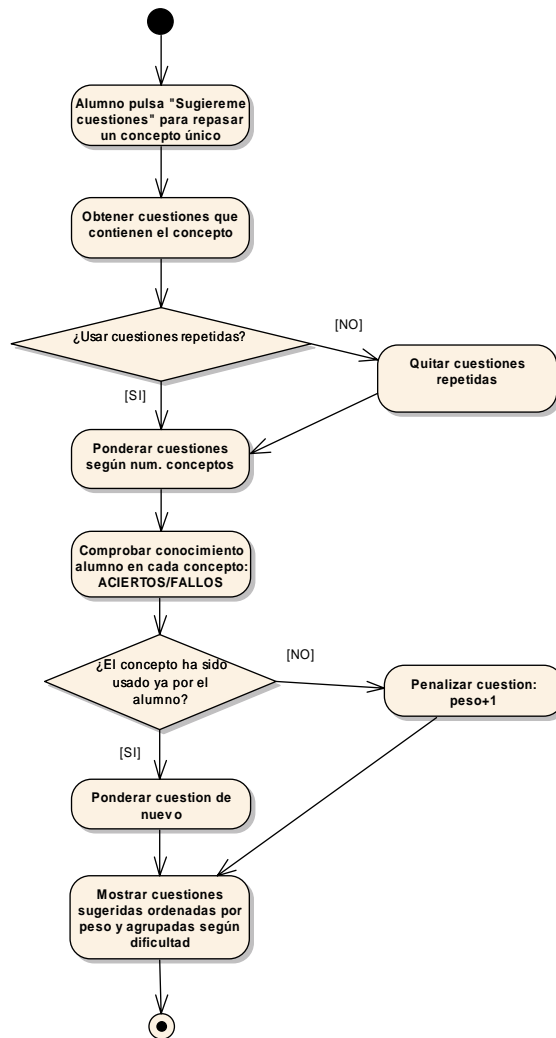 Alumno pulsa "Sugiereme
cuestiones" para repasar
un concepto único
Obtener cuestiones que
contienen el concepto
¿Usar cuestiones repetidas?
[NO]
Quitar cuestiones
repetidas
[SI]
Ponderar cuestiones
según num. conceptos
Comprobar conocimiento
alumno en cada concepto:
ACIERTOS/FALLOS
¿El concepto ha sido
usado ya por el
alumno?
[NO]
Penalizar cuestion:
peso+1
[SI]
Ponderar cuestion de
nuevo
Mostrar cuestiones
sugeridas ordenadas por
peso y agrupadas según
dificultad